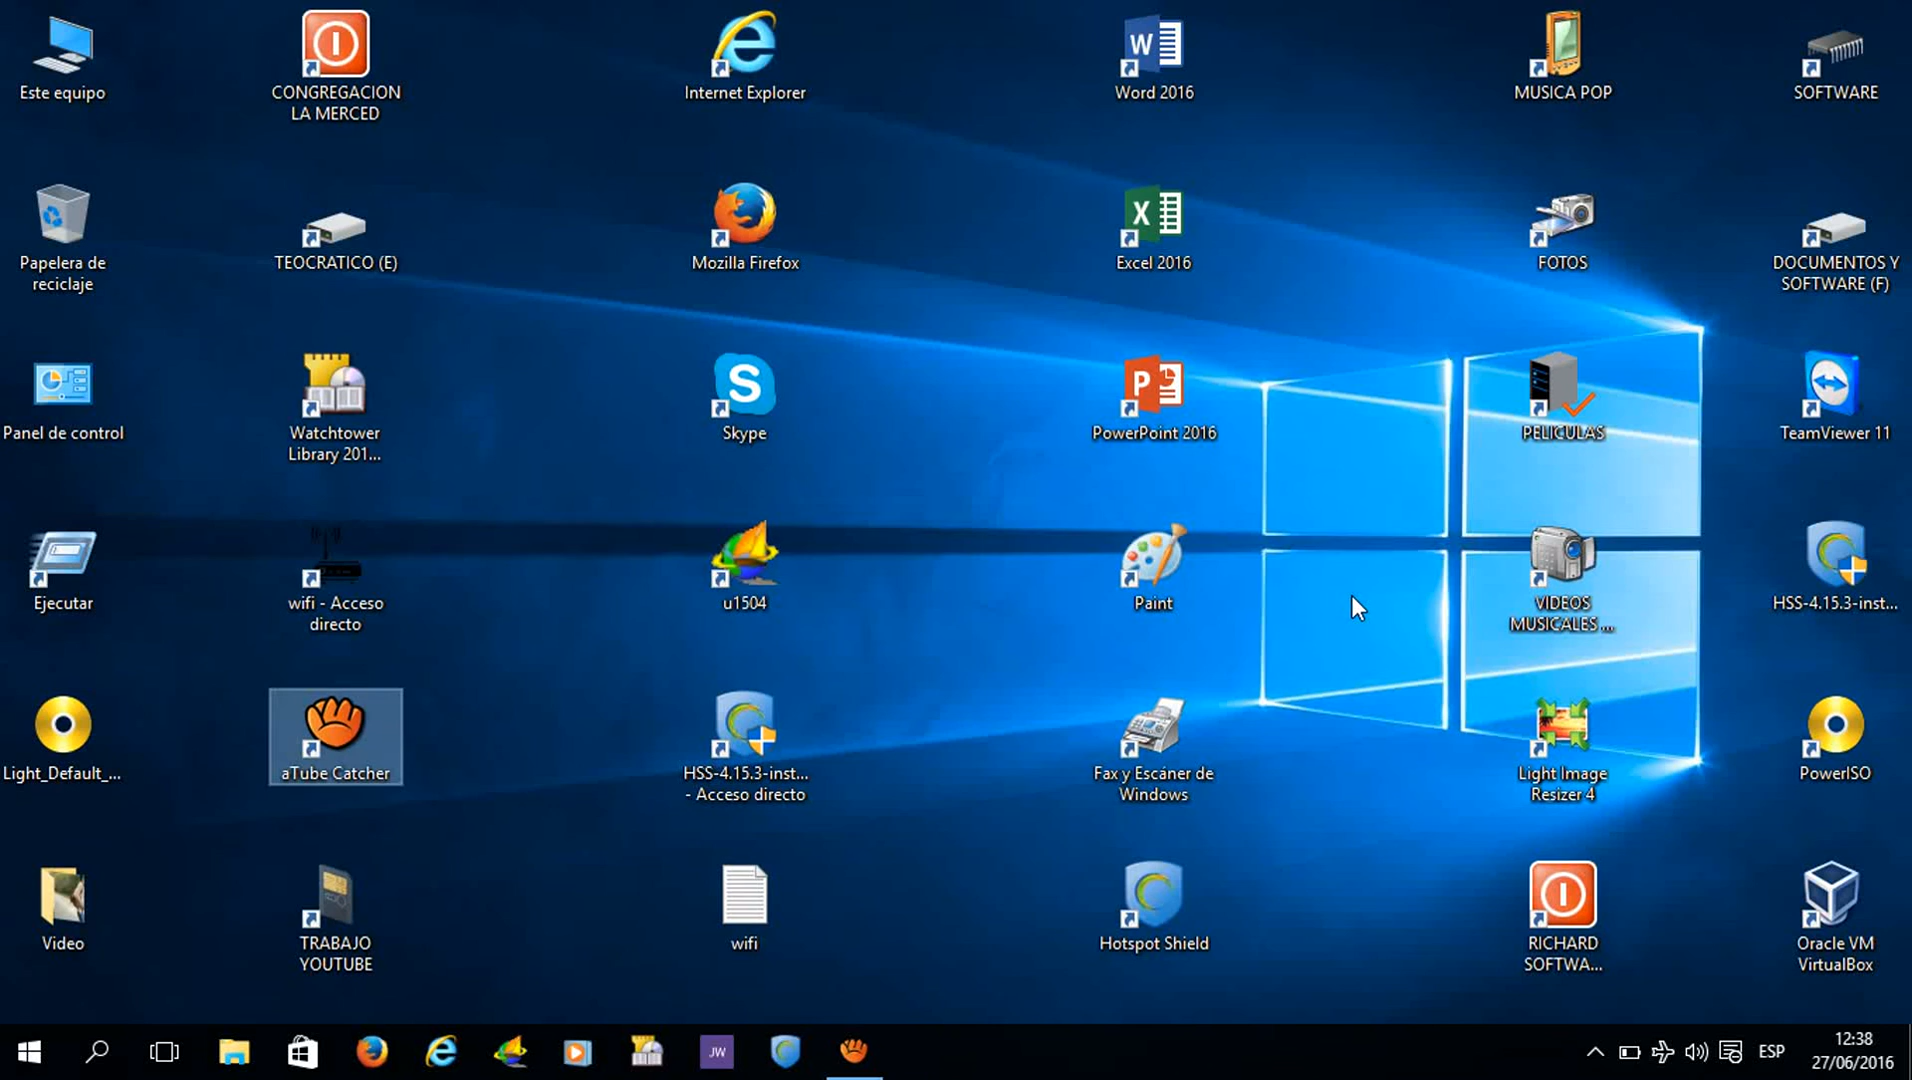 Este equipo
CONGREGACION
LA MERCED
Internet Explorer
Word 2016
MUSICA POP
SOFTWARE
Papelera de
reciclaje
TEOCRATICO (E)
Mozilla Firefox
Excel 2016
FOTOS
DOCUMENTOS Y
SOFTWARE (F)
Panel de control
Watchtower
Library 201...
Skype
PowerPoint 2016
PELICULAS
TeamViewer 11
Ejecutar
wifi - Acceso
directo
u1504
Paint
VIDEOS
MUSICALES ...
HSS-4.15.3-inst...
Light_Default_...
aTube Catcher
HSS-4.15.3-inst...
- Acceso directo
Fax y Escáner de
Windows
Light Image
Resizer 4
PowerISO
Video
TRABAJO
YOUTUBE
wifi
Hotspot Shield
RICHARD
SOFTWA...
Oracle VM
VirtualBox
JW
ESP
12:38
27/06/2016